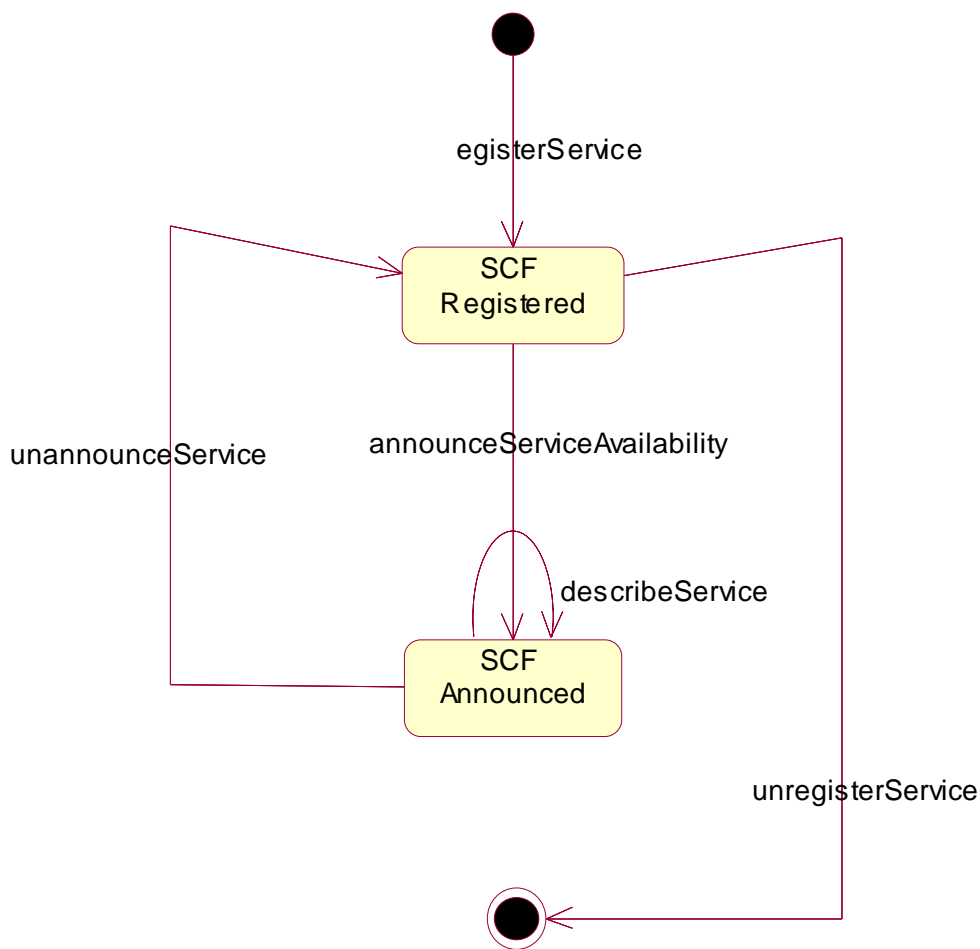 egisterService
SCF
Registered
announceServiceAvailability
unannounceService
describeService
SCF
Announced
unregisterService